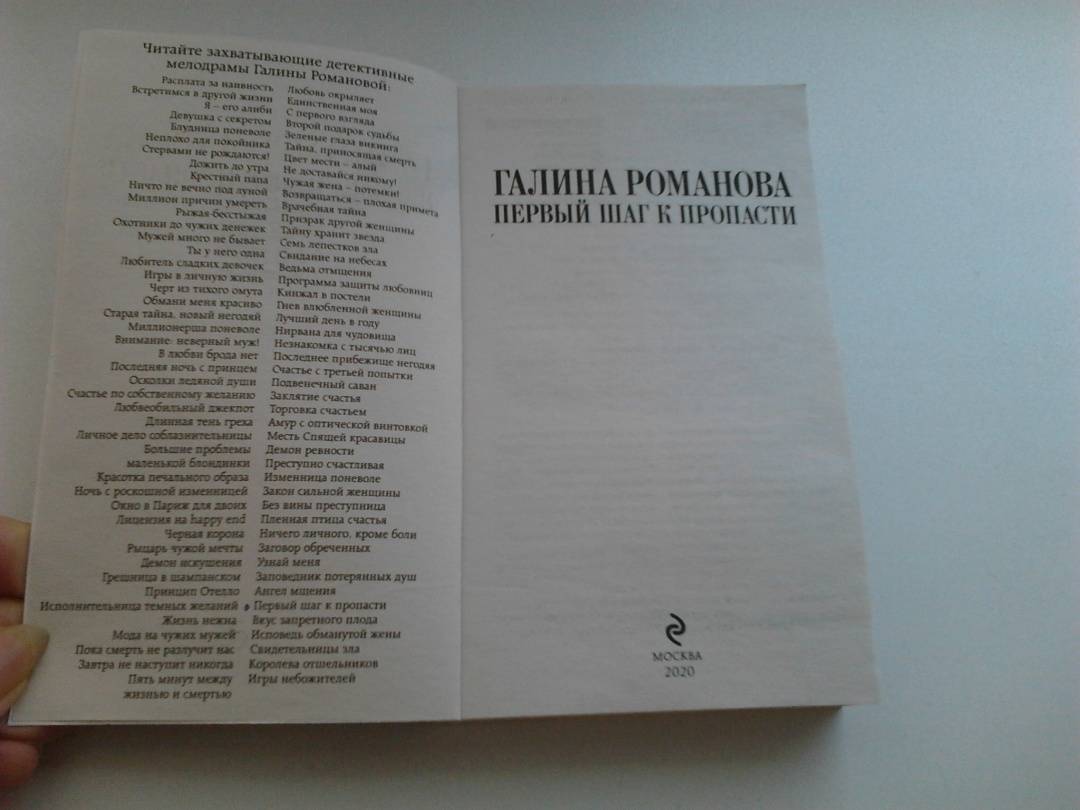 Читайте захватывающие детективные
мелодрамы Галины Романовой:
Расплата за наивность
Встретимся в другой жизни
Я – его алиби
Девушка с секретом
Блудница поневоле
Неплохо для покойника
Стервами не рождаются!
Дожить до утра
Крестный папа
Ничто не вечно под луной
Миллион причин умереть
Рыжая-бесстыжая
Охотники до чужих денежек
Мужей много не бывает
Ты у него одна
Любитель сладких девочек
Игры в личную жизнь
Черт из тихого омута
Обмани меня красиво
Старая тайна, новый негодяй
Миллионерша поневоле
Внимание: неверный муж!
В любви брода нет
Последняя ночь с принцем
Осколки ледяной души
Счастье по собственному желанию
Любвеобильный джекпот
Длинная тень греха
Личное дело соблазнительницы
Большие проблемы
маленькой блондинки
Красотка печального образа
Ночь с роскошной изменницей
Окно в Париж для двоих
Лицензия на happy end
Черная корона
Рыцарь чужой мечты
Демон искушения
Грешница в шампанском
Принцип Отелло
Исполнительница темных желаний
Жизнь нежна
Мода на чужих мужей
Пока смерть не разлучит нас
Завтра не наступит никогда
Пять минут между
жизнью и смертью
Любовь окрыляет
Единственная моя
С первого взгляда
Второй подарок судьбы
Зеленые глаза викинга
Тайна, приносящая смерть
Цвет мести – алый
Не доставайся никому!
Чужая жена – потемки!
Возвращаться – плохая примета
Врачебная тайна
Призрак другой женщины
Тайну хранит звезда
Семь лепестков зла
Свидание на небесах
Ведьма отмщения
Программа защиты любовниц
Кинжал в постели
Гнев влюбленной женщины
Лучший день в году
Нирвана для чудовища
Незнакомка с тысячью лиц
Последнее прибежище негодяя
Счастье с третьей попытки
Подвенечный саван
Заклятие счастья
Торговка счастьем
Амур с оптической винтовкой
Месть Спящей красавицы
Демон ревности
Преступно счастливая
Изменница поневоле
Закон сильной женщины
Без вины преступница
Пленная птица счастья
Ничего личного, кроме боли
Заговор обреченных
Узнай меня
Заповедник потерянных душ
Ангел мщения
Первый шаг к пропасти
Вкус запретного плода
Исповедь обманутой жены
Свидетельницы зла
Королева отшельников
Игры небожителей
ГАЛИНА РОМАНОВА
ПЕРВЫЙ ШАГ К ПРОПАСТИ
МОСКВА
2020